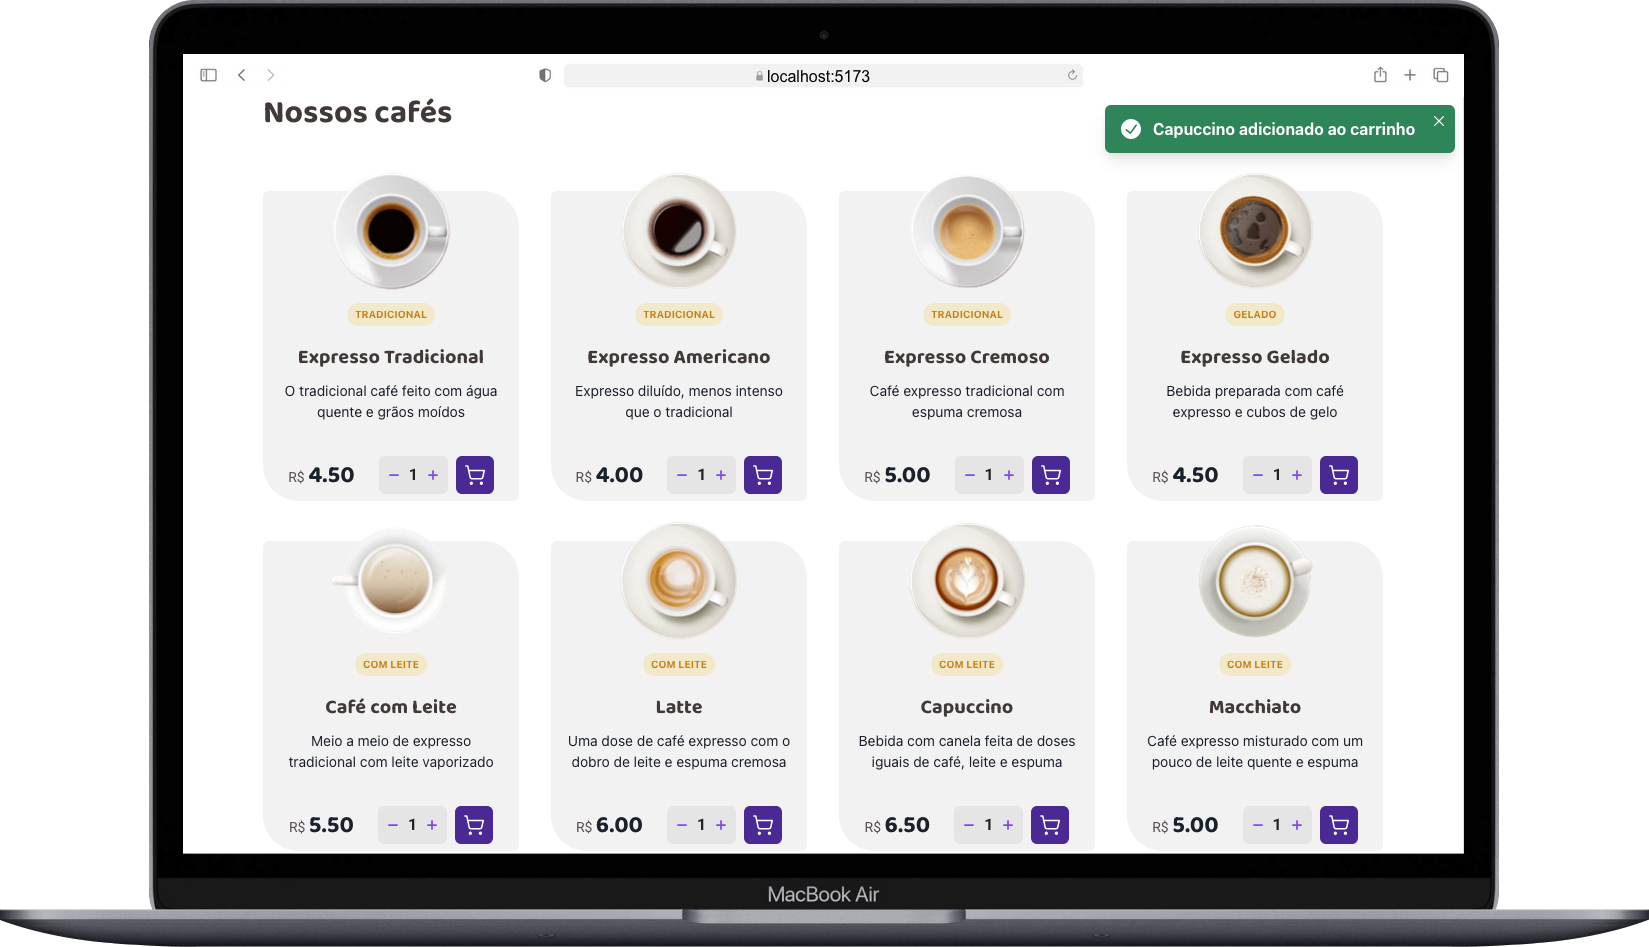 localhost:5173
Nossos cafés
Capuccino adicionado ao carrinho
TRADICIONAL
Expresso Tradicional
O tradicional café feito com água
quente e grãos moídos
R$ 4.50 − 1 +
TRADICIONAL
Expresso Americano
Expresso diluído, menos intenso
que o tradicional
R$ 4.00 − 1 +
TRADICIONAL
Expresso Cremoso
Café expresso tradicional com
espuma cremosa
R$ 5.00 − 1 +
GELADO
Expresso Gelado
Bebida preparada com café
expresso e cubos de gelo
R$ 4.50 − 1 +
COM LEITE
Café com Leite
Meio a meio de expresso
tradicional com leite vaporizado
R$ 5.50 − 1 +
COM LEITE
Latte
Uma dose de café expresso com o
dobro de leite e espuma cremosa
R$ 6.00 − 1 +
COM LEITE
Capuccino
Bebida com canela feita de doses
iguais de café, leite e espuma
R$ 6.50 − 1 +
COM LEITE
Macchiato
Café expresso misturado com um
pouco de leite quente e espuma
R$ 5.00 − 1 +
MacBook Air